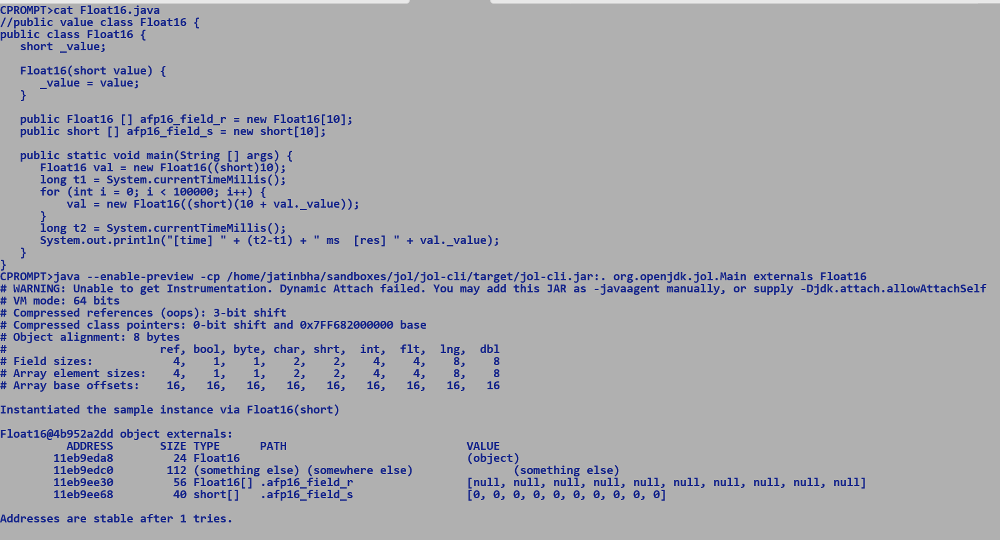 CPROMPT>cat Float16.java
//public value class Float16 {
public class Float16 {
   short _value;

   Float16(short value) {
      _value = value;
   }

   public Float16 [] afp16_field_r = new Float16[10];
   public short [] afp16_field_s = new short[10];

   public static void main(String [] args) {
      Float16 val = new Float16((short)10);
      long t1 = System.currentTimeMillis();
      for (int i = 0; i < 100000; i++) {
          val = new Float16((short)(10 + val._value));
      }
      long t2 = System.currentTimeMillis();
      System.out.println("[time] " + (t2-t1) + " ms  [res] " + val._value);
   }
}
CPROMPT>java --enable-preview -cp /home/jatinbha/sandboxes/jol/jol-cli/target/jol-cli.jar:. org.openjdk.jol.Main externals Float16
# WARNING: Unable to get Instrumentation. Dynamic Attach failed. You may add this JAR as -javaagent manually, or supply -Djdk.attach.allowAttachSelf
# VM mode: 64 bits
# Compressed references (oops): 3-bit shift
# Compressed class pointers: 0-bit shift and 0x7FF682000000 base
# Object alignment: 8 bytes
#                       ref, bool, byte, char, shrt,  int,  flt,  lng,  dbl
# Field sizes:            4,    1,    1,    2,    2,    4,    4,    8,    8
# Array element sizes:    4,    1,    1,    2,    2,    4,    4,    8,    8
# Array base offsets:    16,   16,   16,   16,   16,   16,   16,   16,   16

Instantiated the sample instance via Float16(short)

Float16@4b952a2dd object externals:
          ADDRESS       SIZE TYPE      PATH                           VALUE
        11eb9eda8         24 Float16                                  (object)
        11eb9edc0        112 (something else) (somewhere else)               (something else)
        11eb9ee30         56 Float16[] .afp16_field_r                 [null, null, null, null, null, null, null, null, null, null]
        11eb9ee68         40 short[]   .afp16_field_s                 [0, 0, 0, 0, 0, 0, 0, 0, 0, 0]

Addresses are stable after 1 tries.